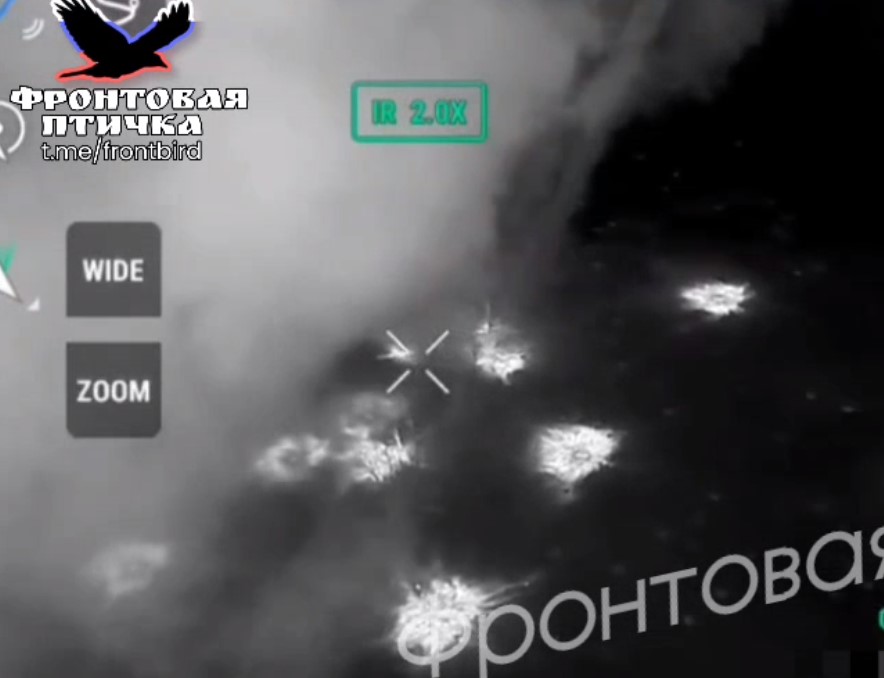 ФРОНТОВАЯ
ПТИЧКА
t.me/frontbird
IR 2.0X
WIDE
ZOOM
Фронтовая